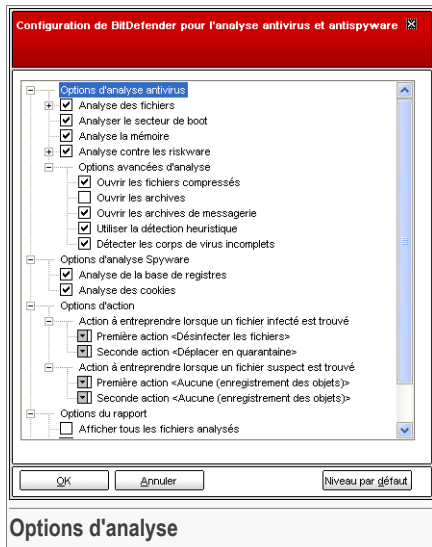 Configuration de BitDefender pour l'analyse antivirus et antispyware
Options d'analyse antivirus
Analyse des fichiers
Analyser le secteur de boot
Analyse la mémoire
Analyse contre les riskware
Options avancées d'analyse
Ouvrir les fichiers compressés
Ouvrir les archives
Ouvrir les archives de messagerie
Utiliser la détection heuristique
Détecter les corps de virus incomplets
Options d'analyse Spyware
Analyse de la base de registres
Analyse des cookies
Options d'action
Action à entreprendre lorsque un fichier infecté est trouvé
Première action <Désinfecter les fichiers>
Seconde action <Déplacer en quarantaine>
Action à entreprendre lorsque un fichier suspect est trouvé
Première action <Aucune (enregistrement des objets)>
Seconde action <Aucune (enregistrement des objets)>
Options du rapport
Afficher tous les fichiers analysés
OK Annuler Niveau par défaut
Options d'analyse